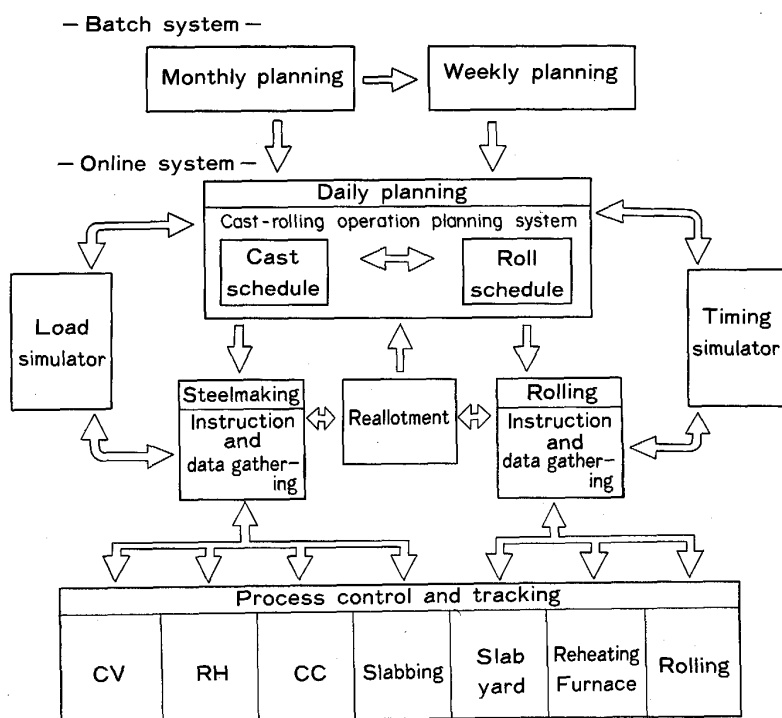 — Batch system —
Monthly planning
Weekly planning
— Online system —
Daily planning
Cast-rolling operation planning system
Cast
schedule
Roll
schedule
Load
simulator
Timing
simulator
Steelmaking
Instruction
and
data gather-
ing
Reallotment
Rolling
Instruction
and
data gather-
ing
Process control and tracking
CV
RH
CC
Slabbing
Slab
yard
Reheating
Furnace
Rolling